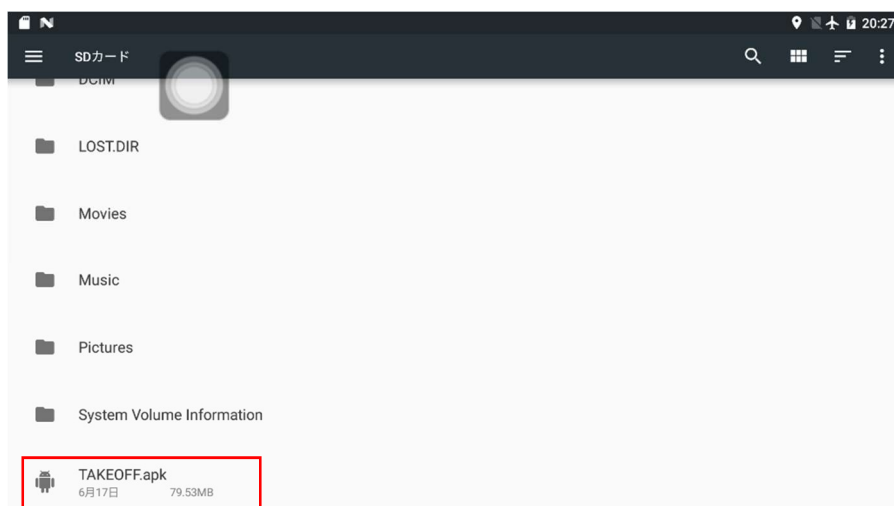 20:27
SDカード
DCIM
LOST.DIR
Movies
Music
Pictures
System Volume Information
TAKEOFF.apk
6月17日 79.53MB